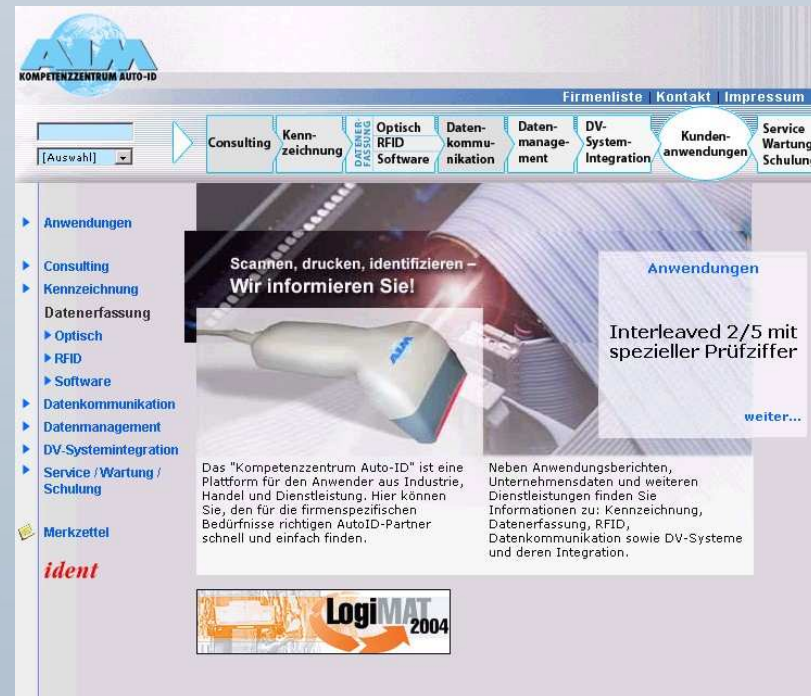 AIM
KOMPETENZZENTRUM AUTO-ID
Firmenliste | Kontakt | Impressum
[Auswahl]
Consulting
Kenn-
zeichnung
DATENER-
FASSUNG
Optisch
RFID
Software
Daten-
kommu-
nikation
Daten-
manage-
ment
DV-
System-
Integration
Kunden-
anwendungen
Service
Wartung
Schulung
Anwendungen
Consulting
Kennzeichnung
Datenerfassung
Optisch
RFID
Software
Datenkommunikation
Datenmanagement
DV-Systemintegration
Service / Wartung /
Schulung
Merkzettel
ident
Scannen, drucken, identifizieren –
Wir informieren Sie!
AIM
Anwendungen
Interleaved 2/5 mit
spezieller Prüfziffer
weiter...
Das "Kompetenzzentrum Auto-ID" ist eine
Plattform für den Anwender aus Industrie,
Handel und Dienstleistung. Hier können
Sie, den für die firmenspezifischen
Bedürfnisse richtigen AutoID-Partner
schnell und einfach finden.
Neben Anwendungsberichten,
Unternehmensdaten und weiteren
Dienstleistungen finden Sie
Informationen zu: Kennzeichnung,
Datenerfassung, RFID,
Datenkommunikation sowie DV-Systeme
und deren Integration.
LogiMAT
2004